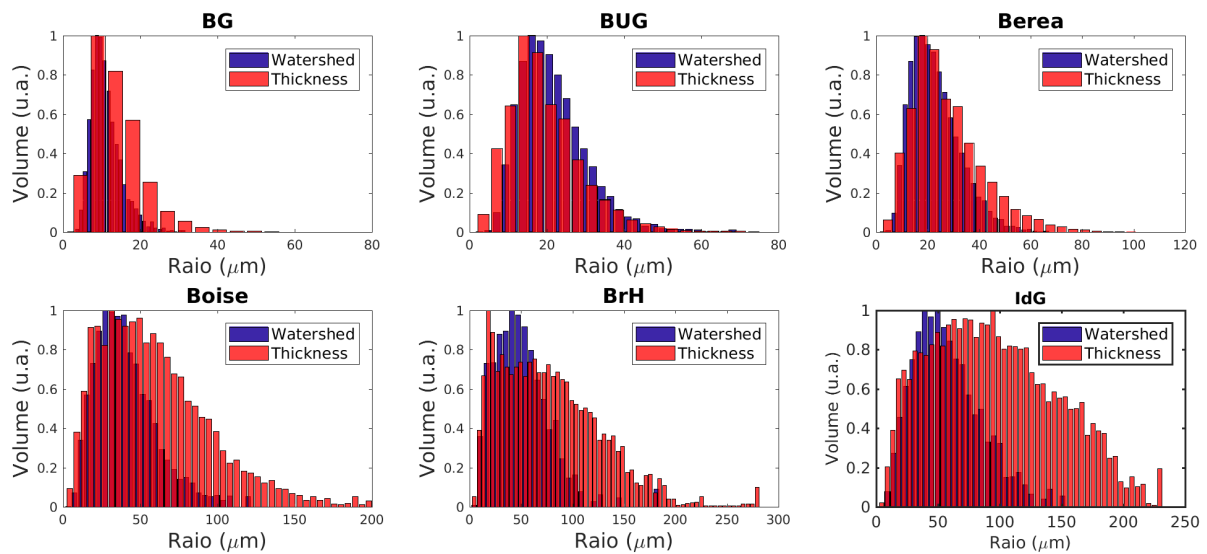 BG
Volume (u.a.)
1
0.8
0.6
0.4
0.2
0
Watershed
Thickness
0 20 40 60 80
Raio (μm)
BUG
Volume (u.a.)
1
0.8
0.6
0.4
0.2
0
Watershed
Thickness
0 20 40 60 80
Raio (μm)
Berea
Volume (u.a.)
1
0.8
0.6
0.4
0.2
0
Watershed
Thickness
0 20 40 60 80 100 120
Raio (μm)
Boise
Volume (u.a.)
1
0.8
0.6
0.4
0.2
0
Watershed
Thickness
0 50 100 150 200
Raio (μm)
BrH
Volume (u.a.)
1
0.8
0.6
0.4
0.2
0
Watershed
Thickness
0 50 100 150 200 250 300
Raio (μm)
IdG
Volume (u.a.)
1
0.8
0.6
0.4
0.2
0
Watershed
Thickness
0 50 100 150 200 250
Raio (μm)